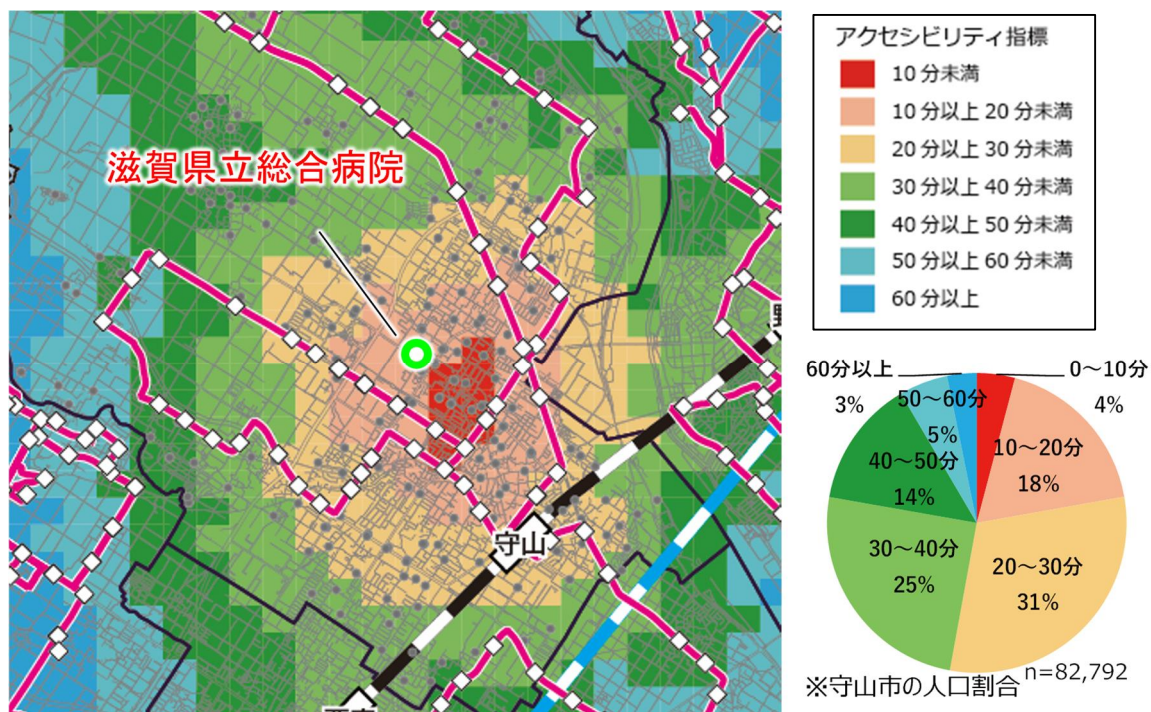 滋賀県立総合病院
守山
アクセシビリティ指標
10分未満
10分以上20分未満
20分以上30分未満
30分以上40分未満
40分以上50分未満
50分以上60分未満
60分以上
60分以上
3%
50~60分
5%
0~10分
4%
10~20分
18%
40~50分
14%
30~40分
25%
20~30分
31%
n=82,792
※守山市の人口割合